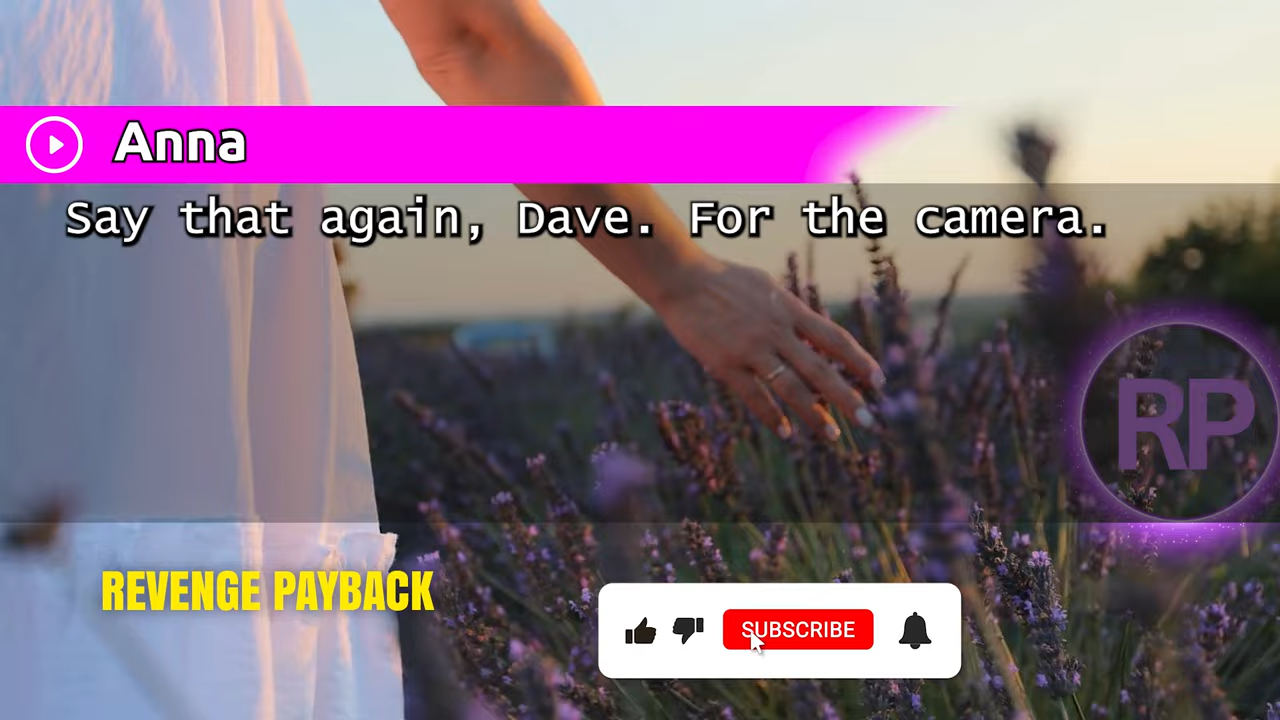 Anna
Say that again, Dave. For the camera.
RP
REVENGE PAYBACK
SUBSCRIBE